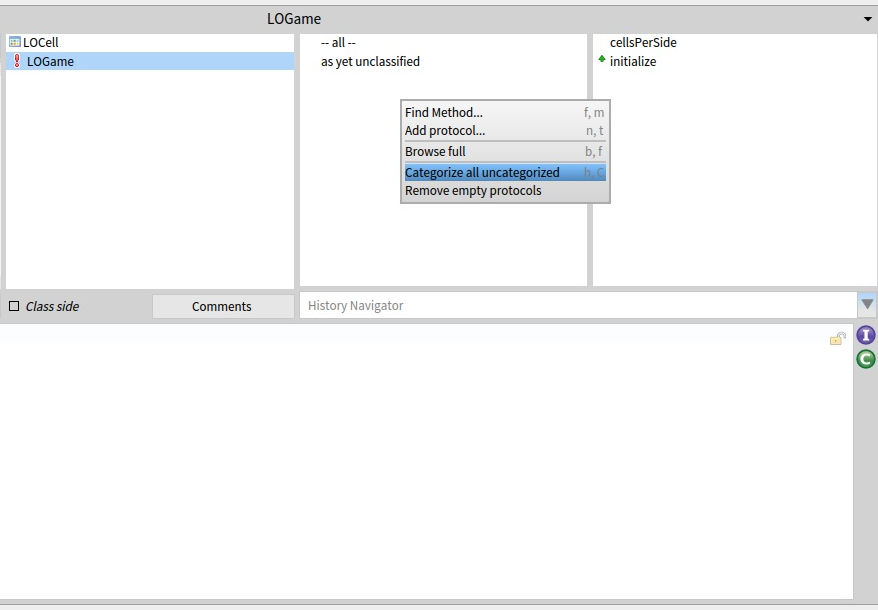 LOGame
LOCell
LOGame
-- all --
as yet unclassified
cellsPerSide
initialize
Find Method... f, m
Add protocol... n, t
Browse full b, f
Categorize all uncategorized h, C
Remove empty protocols
Class side
Comments
History Navigator
I
C